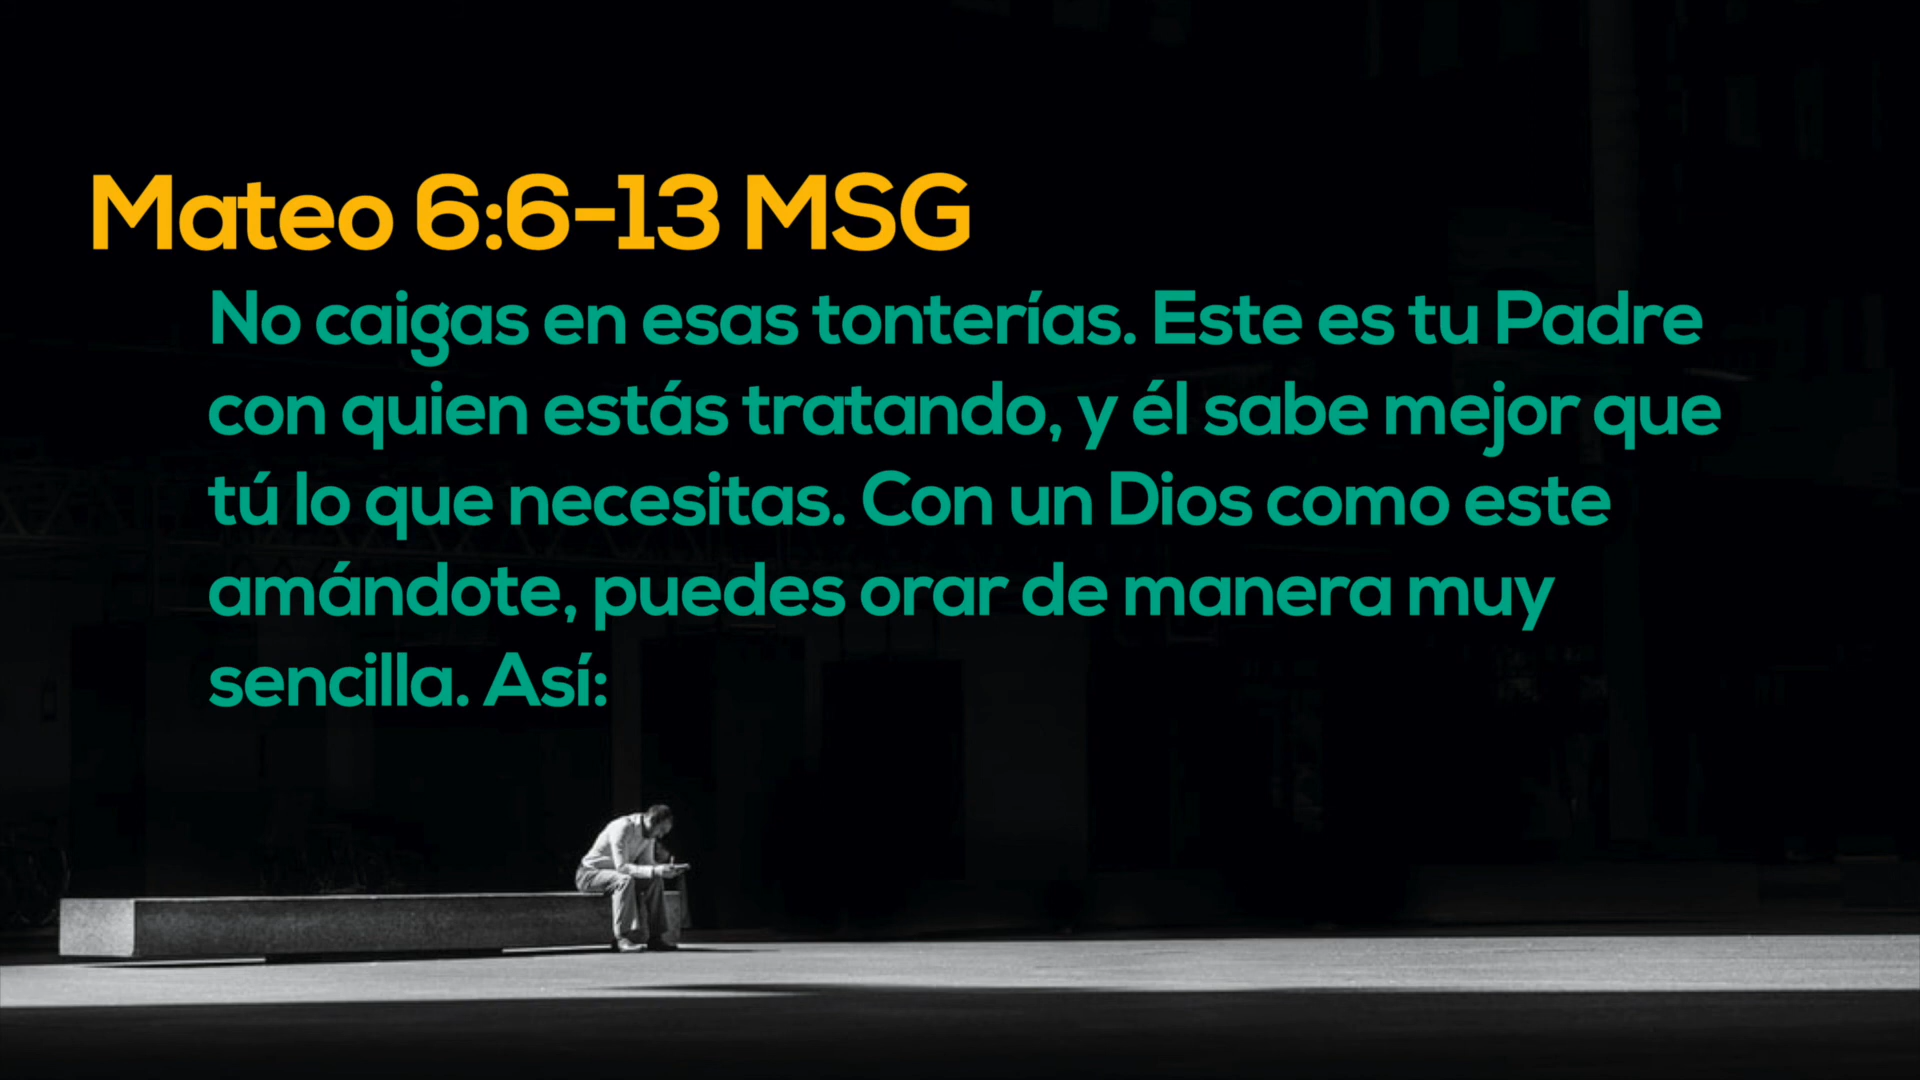 Mateo 6:6-13 MSG
No caigas en esas tonterías. Este es tu Padre
con quien estás tratando, y él sabe mejor que
tú lo que necesitas. Con un Dios como este
amándote, puedes orar de manera muy
sencilla. Así: